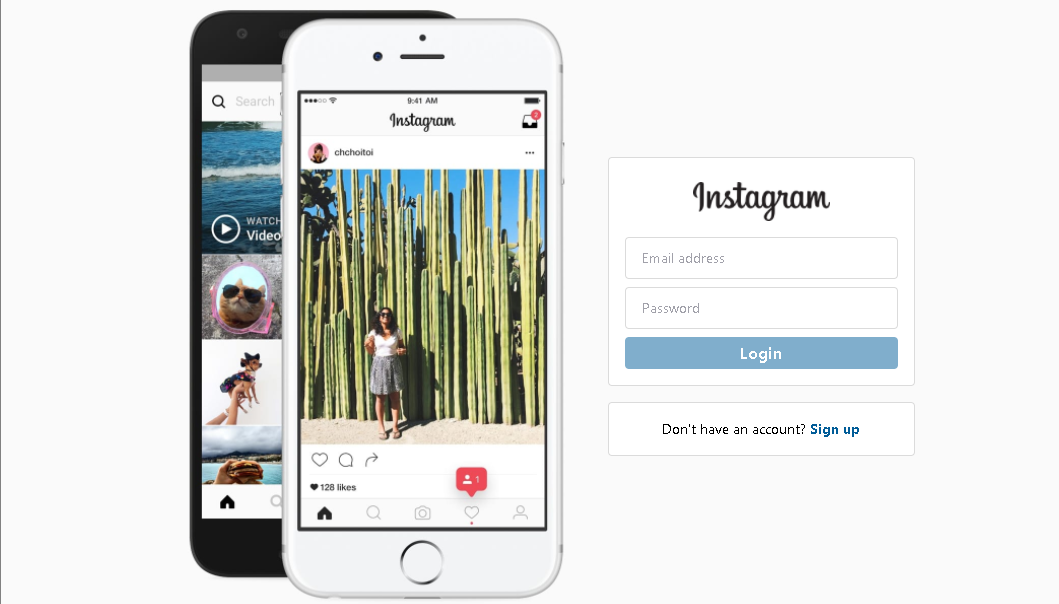 Search
WATCH
Video
9:41 AM
Instagram
2
chchoitoi
128 likes
1
Instagram
Email address
Password
Login
Don't have an account? Sign up